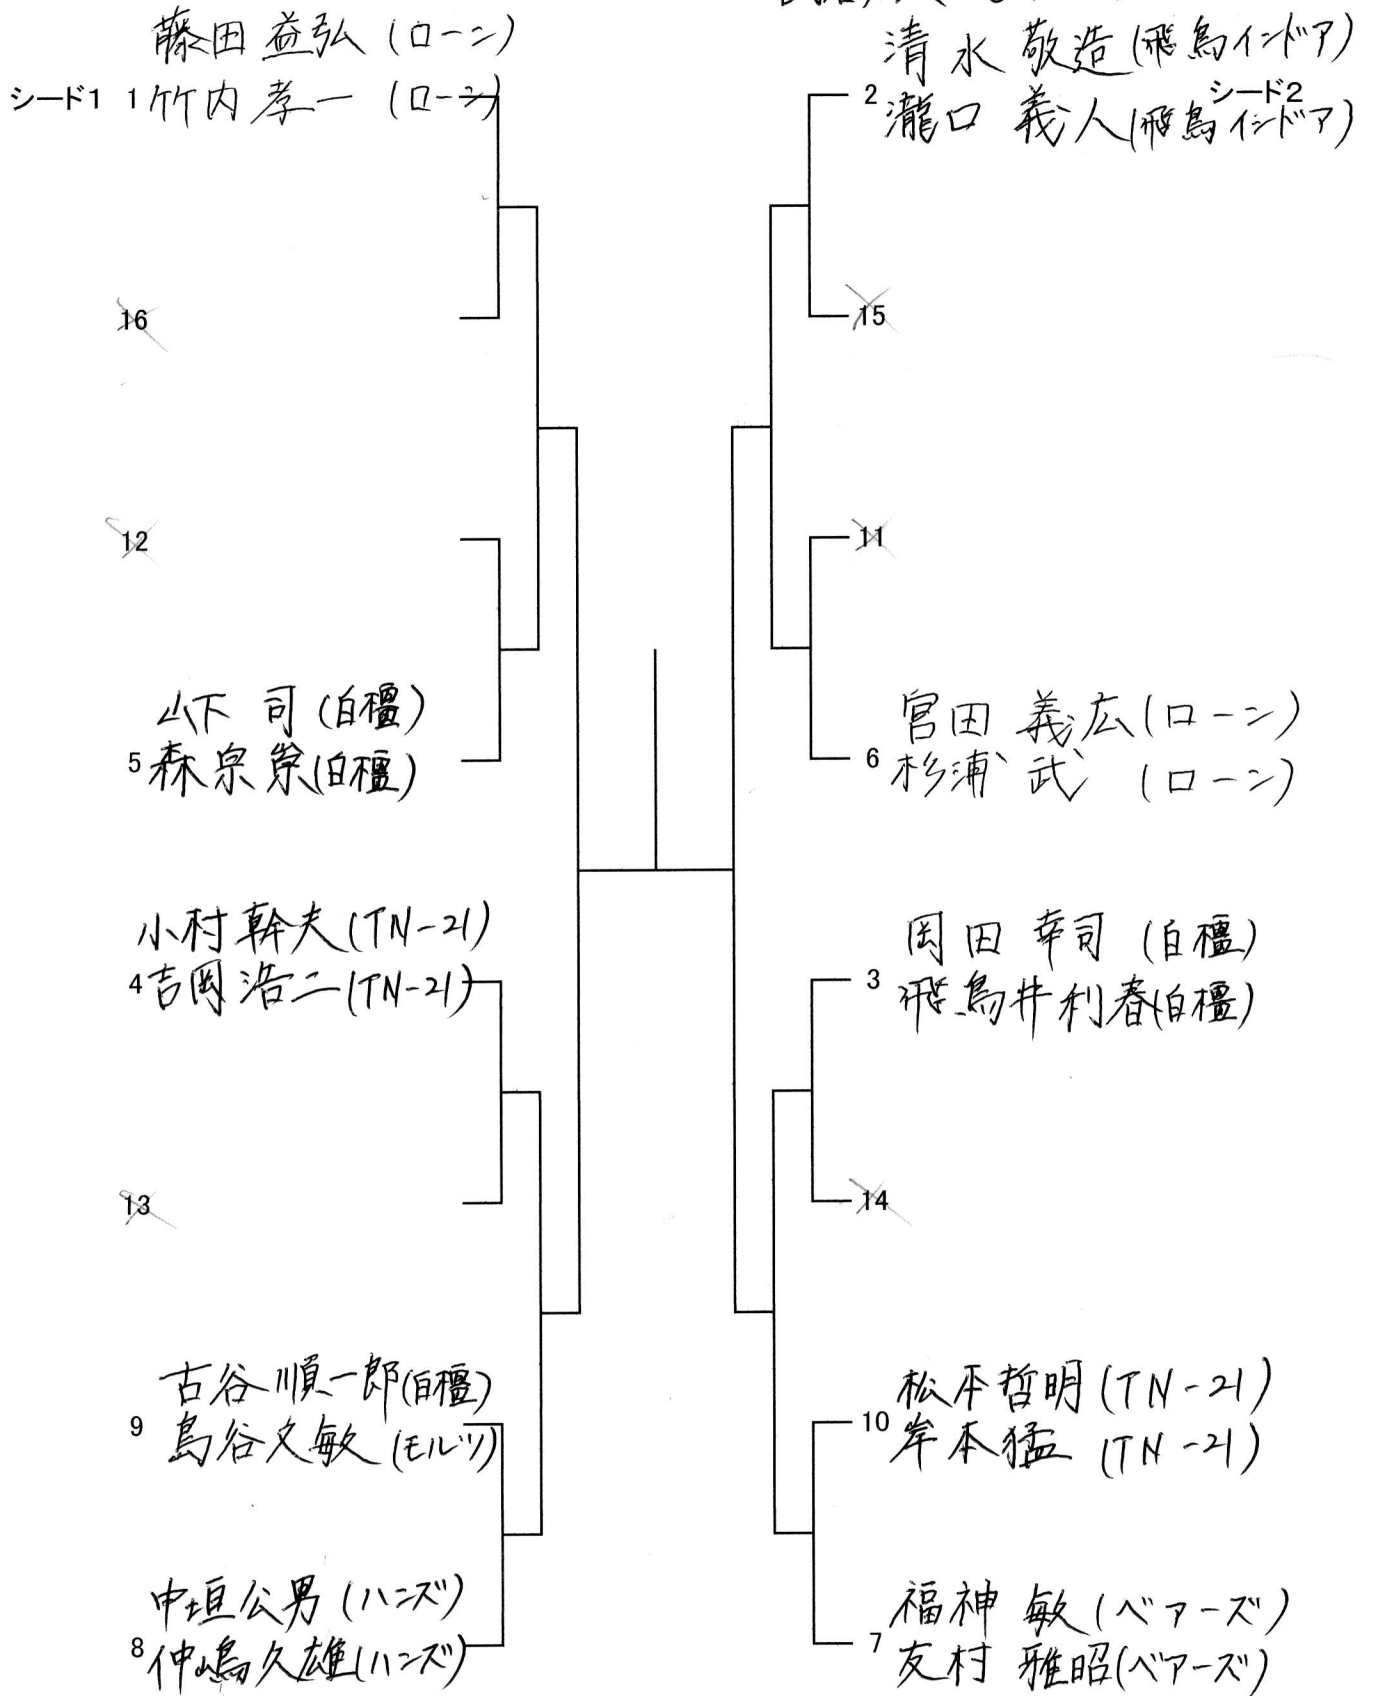 藤田 益弘 (ローン)
シード1 1 竹内 孝一 (ローン)
16
12
山下 司 (白橿)
5 森宗 崇(白橿)
小村 幹夫 (TN-21)
4 吉岡 浩二 (TN-21)
13
古谷 順一郎(白橿)
9 島谷文敏 (モルツ)
中垣公男 (ハンズ)
8 仲嶋久雄(ハンズ)
清水 敬造 (飛鳥インドア)
シード2
2 瀧口 義人 (飛鳥インドア)
15
11
宮田 義広 (ローン)
6 杉浦 武 (ローン)
岡田 幸司 (白橿)
3 飛鳥井利春(白橿)
14
松本哲明 (TN-21)
10 岸本猛 (TN-21)
福神 敏 (ベアーズ)
7 友村 雅昭(ベアーズ)